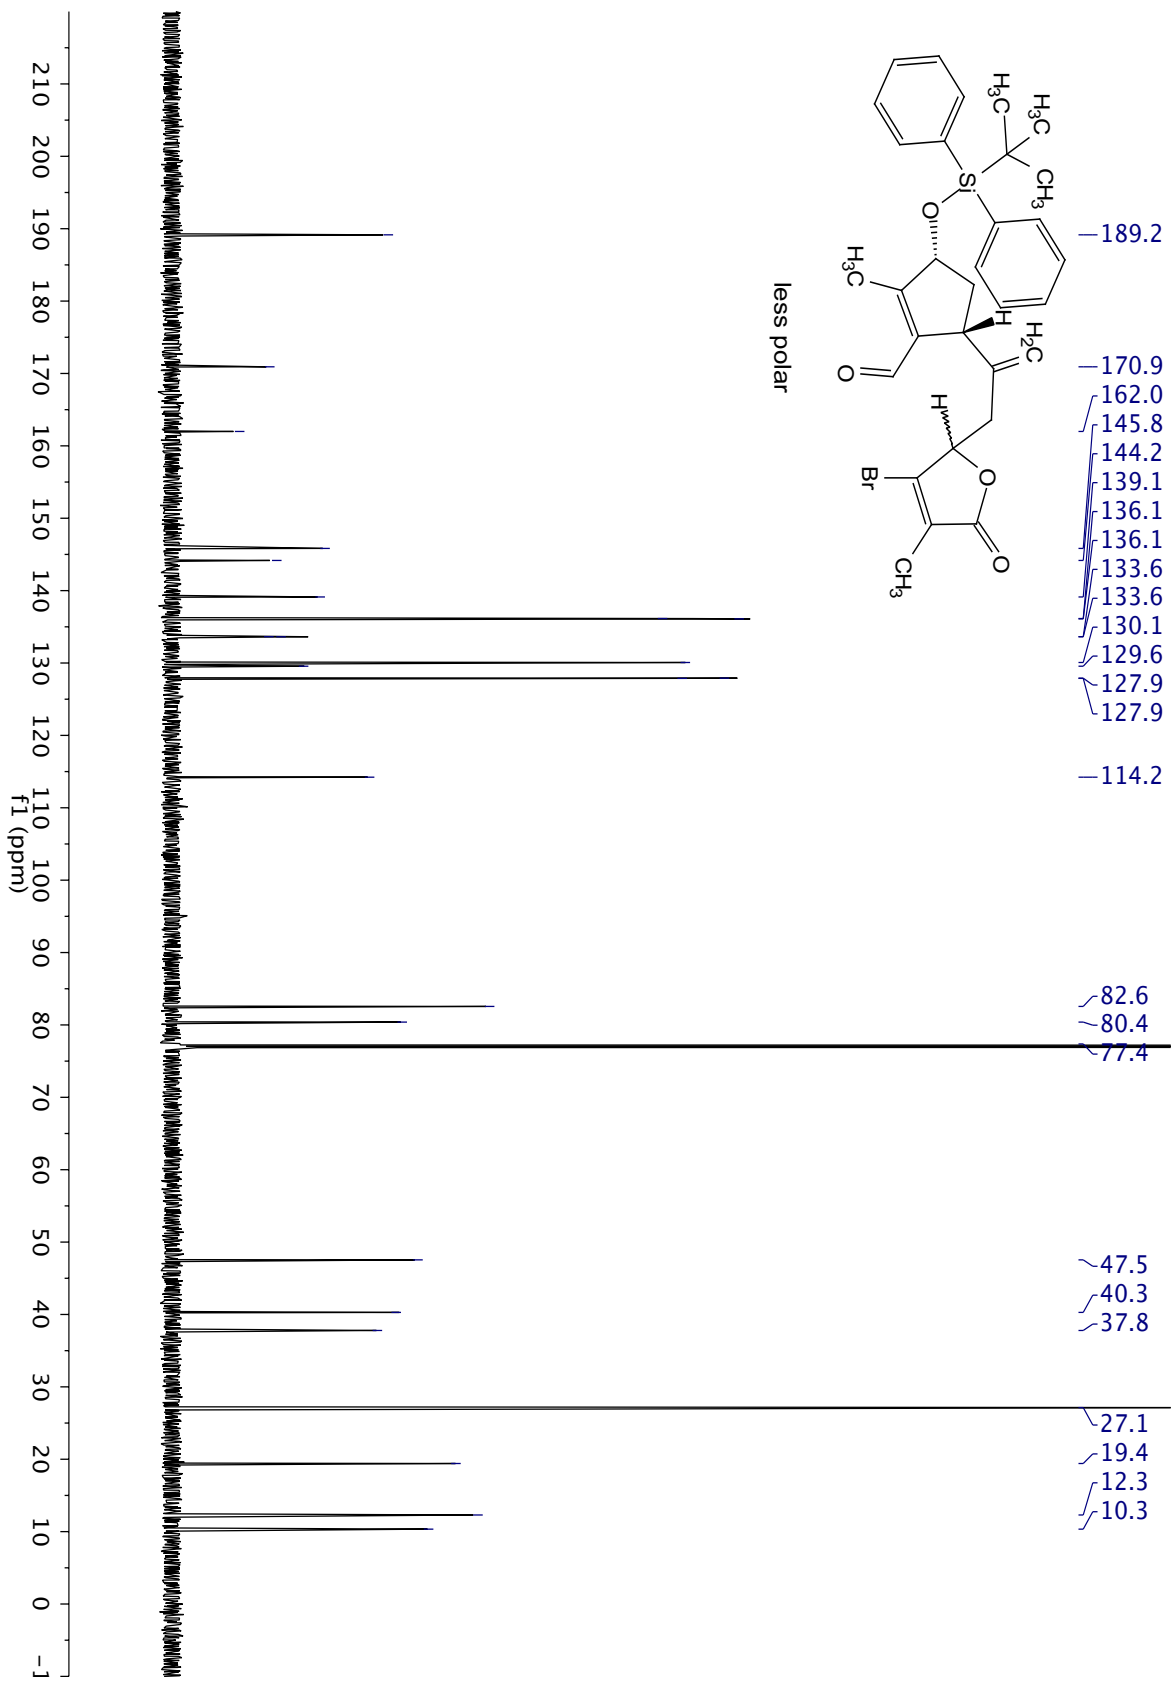 189.2
170.9
162.0
145.8
144.2
139.1
136.1
136.1
133.6
133.6
130.1
129.6
127.9
127.9
114.2
82.6
80.4
77.4
47.5
40.3
37.8
27.1
19.4
12.3
10.3
H3C
H3C
CH3
Si
O
H3C
H
H2C
O
H
Br
O
O
CH3
less polar
210 200 190 180 170 160 150 140 130 120 110 100 90 80 70 60 50 40 30 20 10 0 -1
f1 (ppm)